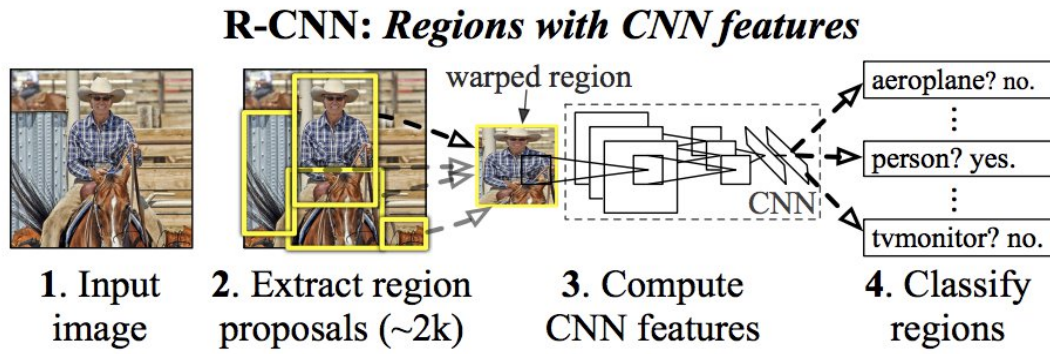 R-CNN: Regions with CNN features
warped region
aeroplane? no.
⋮
person? yes.
⋮
tvmonitor? no.
CNN
1. Input
image
2. Extract region
proposals (~2k)
3. Compute
CNN features
4. Classify
regions